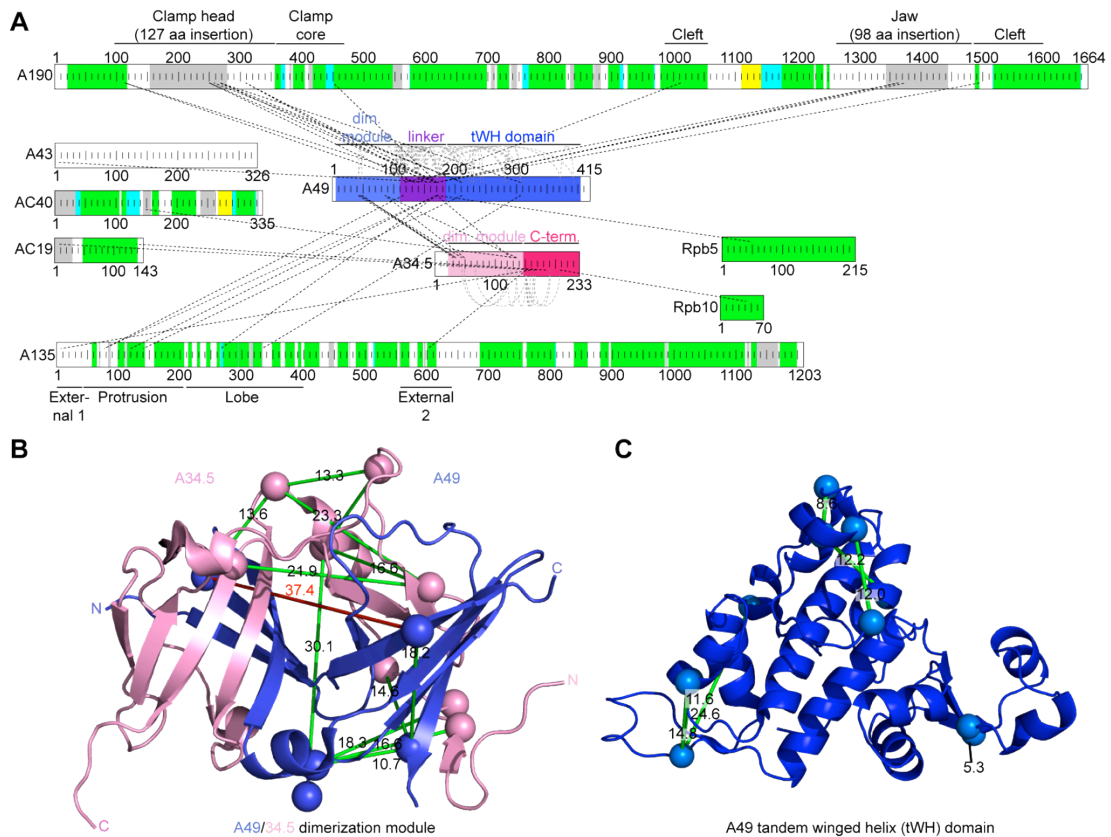 A
Clamp head
(127 aa insertion)
Clamp
core
Cleft
Jaw
(98 aa insertion)
Cleft
1 100 200 300 400 500 600 700 800 900 1000 1100 1200 1300 1400 1500 1664
A190
dim.
module linker tWH domain
A43
1 100 200 326
1 100 200 300 415
A49
AC40
1 100 200 335
AC19
1 100 143
dim. module C-term.
A34.5
1 100 233
Rpb5
1 100 215
Rpb10
1 70
A135
1 100 200 300 400 500 600 700 800 900 1000 1100 1203
Exter-
nal 1
Protrusion
Lobe
External
2
B
A34.5
A49
13.3
13.6
23.3
16.6
21.9
37.4
30.1
18.2
14.6
18.3
16.6
10.7
N
C
N
C
A49/34.5 dimerization module
C
8.6
12.2
12.0
11.6
24.6
14.8
5.3
A49 tandem winged helix (tWH) domain